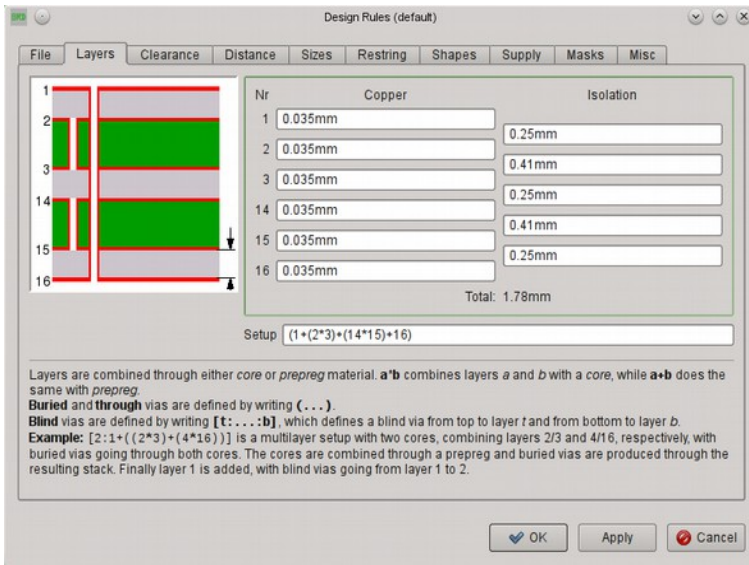 Design Rules (default)
File Layers Clearance Distance Sizes Restring Shapes Supply Masks Misc
1
2
3
14
15
16
Nr Copper Isolation
1 0.035mm
0.25mm
2 0.035mm
0.41mm
3 0.035mm
0.25mm
14 0.035mm
0.41mm
15 0.035mm
0.25mm
16 0.035mm
Total: 1.78mm
Setup (1+(2*3)+(14*15)+16)
Layers are combined through either core or prepreg material. a*b combines layers a and b with a core, while a+b does the
same with prepreg.
Buried and through vias are defined by writing (...).
Blind vias are defined by writing [t:...:b], which defines a blind via from top to layer t and from bottom to layer b.
Example: [2:1+((2*3)+(4*16))] is a multilayer setup with two cores, combining layers 2/3 and 4/16, respectively, with
buried vias going through both cores. The cores are combined through a prepreg and buried vias are produced through the
resulting stack. Finally layer 1 is added, with blind vias going from layer 1 to 2.
OK Apply Cancel